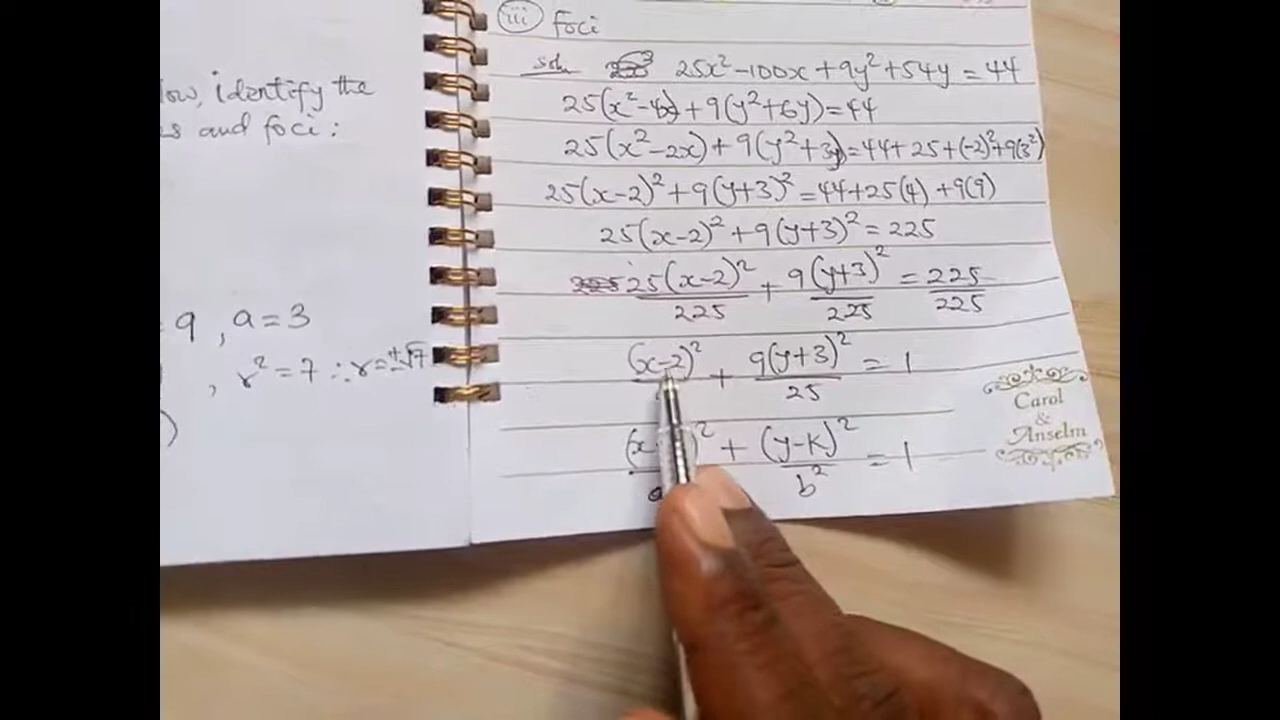 iii foci
low, identify the
es and foci:
soln 25x² - 100x + 9y² + 54y = 44
25(x² - 4x) + 9(y² + 6y) = 44
25(x² - 2x) + 9(y² + 3y) = 44 + 25 + (-2)² + 9(3²)
25(x-2)² + 9(y+3)² = 44 + 25(4) + 9(9)
25(x-2)² + 9(y+3)² = 225
25(x-2)²/225 + 9(y+3)²/225 = 225/225
= 9, a = 3
, r² = 7 ∴ r = ±√7
(x-2)² + 9(y+3)²/25 = 1
(x )² + (y-k)²/b² = 1
Carol
&
Anselm